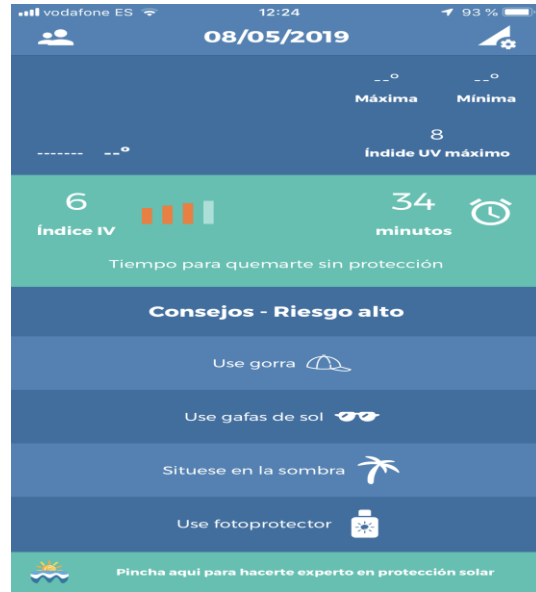 vodafone ES 12:24 93 %
08/05/2019
--° --°
Máxima Mínima
8
------- --° Índide UV máximo
6 34
Índice IV minutos
Tiempo para quemarte sin protección
Consejos - Riesgo alto
Use gorra
Use gafas de sol
Situese en la sombra
Use fotoprotector
Pincha aqui para hacerte experto en protección solar